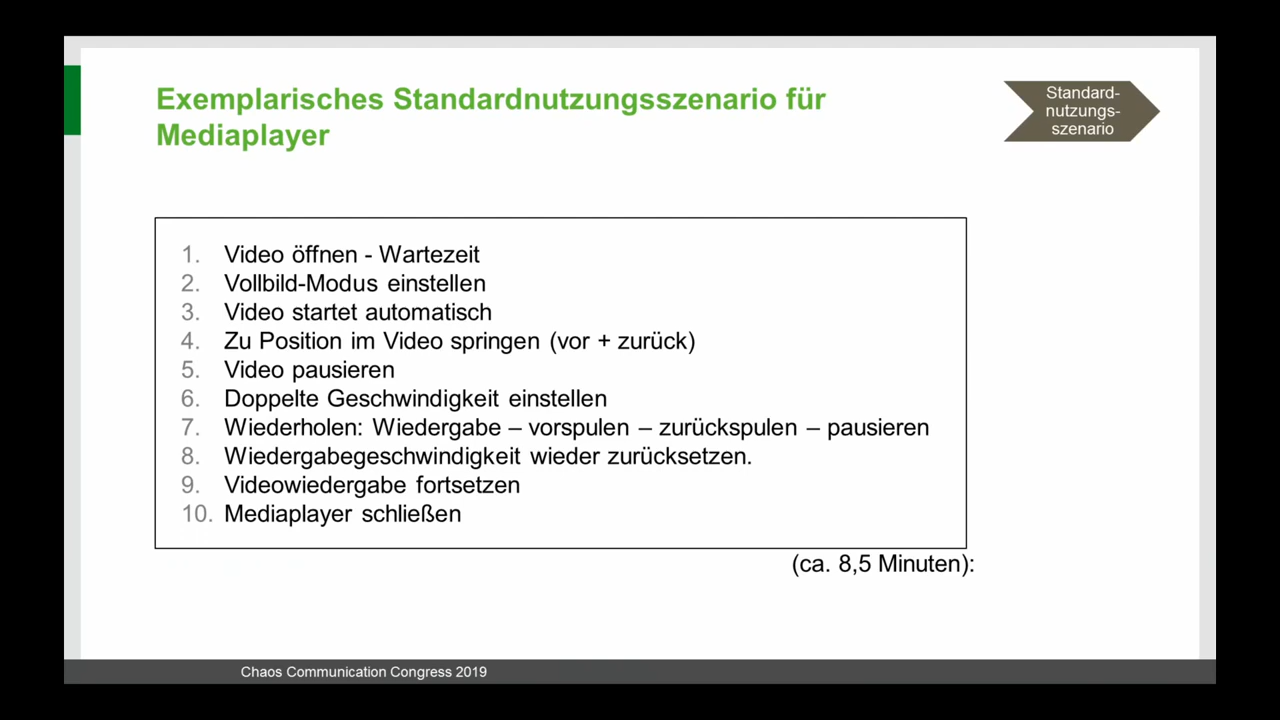 Exemplarisches Standardnutzungsszenario für
Mediaplayer
Standard-
nutzungs-
szenario
1. Video öffnen - Wartezeit
2. Vollbild-Modus einstellen
3. Video startet automatisch
4. Zu Position im Video springen (vor + zurück)
5. Video pausieren
6. Doppelte Geschwindigkeit einstellen
7. Wiederholen: Wiedergabe – vorspulen – zurückspulen – pausieren
8. Wiedergabegeschwindigkeit wieder zurücksetzen.
9. Videowiedergabe fortsetzen
10. Mediaplayer schließen
(ca. 8,5 Minuten):
Chaos Communication Congress 2019